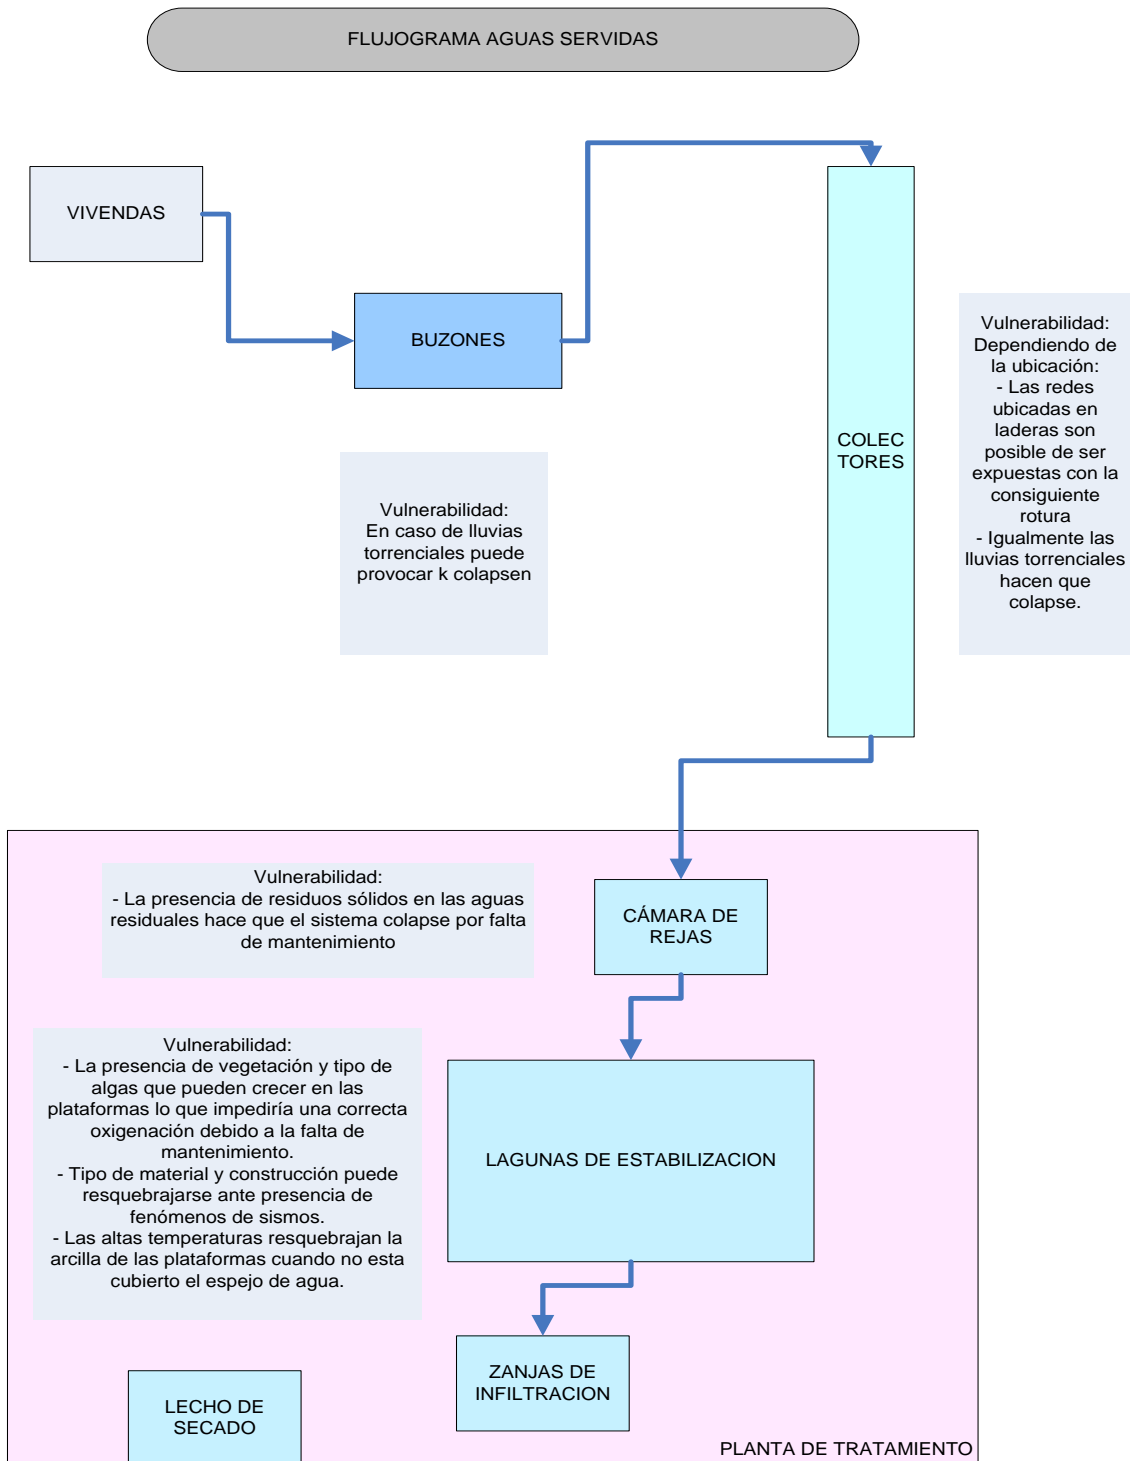 FLUJOGRAMA AGUAS SERVIDAS
VIVENDAS
BUZONES
Vulnerabilidad:
En caso de lluvias
torrenciales puede
provocar k colapsen
COLEC
TORES
Vulnerabilidad:
Dependiendo de
la ubicación:
- Las redes
ubicadas en
laderas son
posible de ser
expuestas con la
consiguiente
rotura
- Igualmente las
lluvias torrenciales
hacen que
colapse.
Vulnerabilidad:
- La presencia de residuos sólidos en las aguas
residuales hace que el sistema colapse por falta
de mantenimiento
CÁMARA DE
REJAS
Vulnerabilidad:
- La presencia de vegetación y tipo de
algas que pueden crecer en las
plataformas lo que impediría una correcta
oxigenación debido a la falta de
mantenimiento.
- Tipo de material y construcción puede
resquebrajarse ante presencia de
fenómenos de sismos.
- Las altas temperaturas resquebrajan la
arcilla de las plataformas cuando no esta
cubierto el espejo de agua.
LAGUNAS DE ESTABILIZACION
ZANJAS DE
INFILTRACION
LECHO DE
SECADO
PLANTA DE TRATAMIENTO